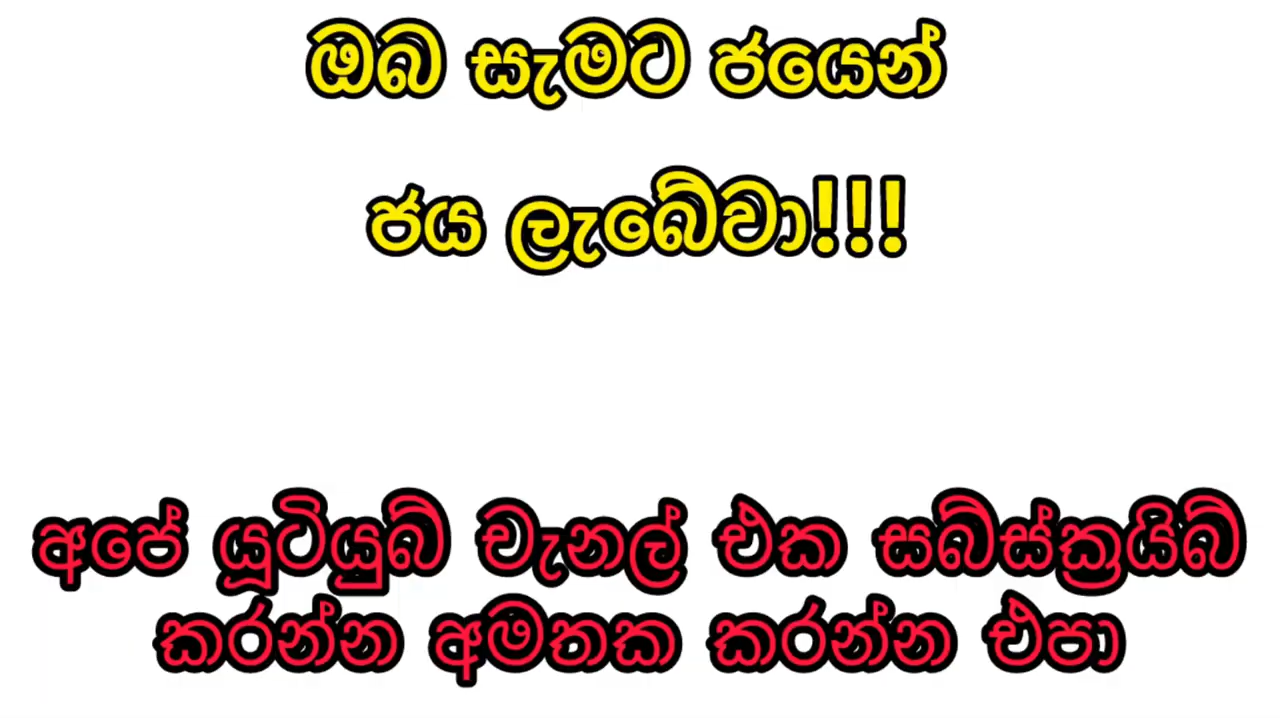 ඔබ සැමට ජයෙන්
ජය ලැබේවා!!!
අපේ යූටියුබ් චැනල් එක සබ්ස්ක්‍රයිබ්
කරන්න අමතක කරන්න එපා